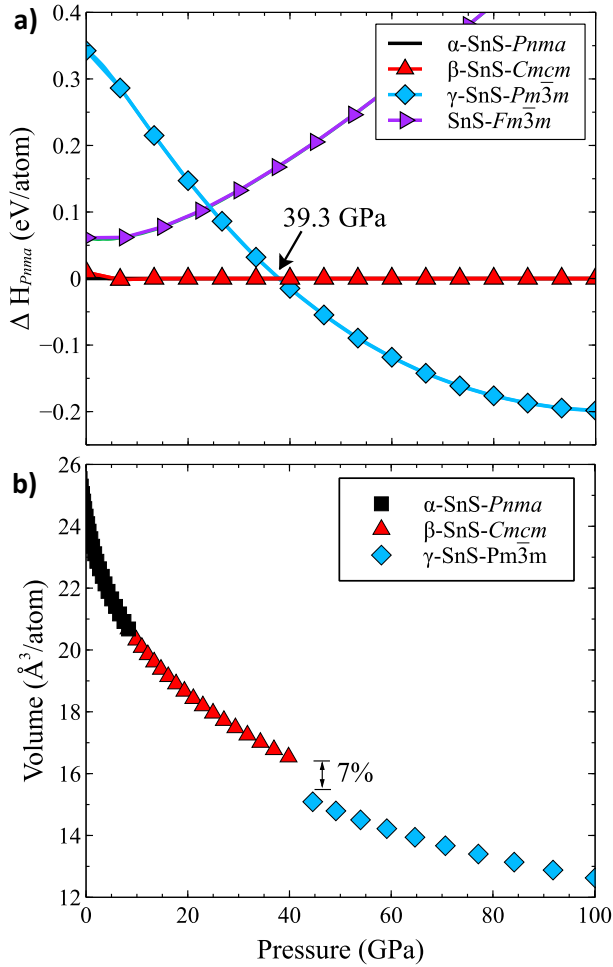 a)
0.4
0.3
0.2
0.1
0
−0.1
−0.2
Δ H Pnma (eV/atom)
α-SnS-Pnma
β-SnS-Cmcm
γ-SnS-Pm3̅m
SnS-Fm3̅m
39.3 GPa
b)
26
24
22
20
18
16
14
12
Volume (Å³/atom)
α-SnS-Pnma
β-SnS-Cmcm
γ-SnS-Pm3̅m
7%
0 20 40 60 80 100
Pressure (GPa)